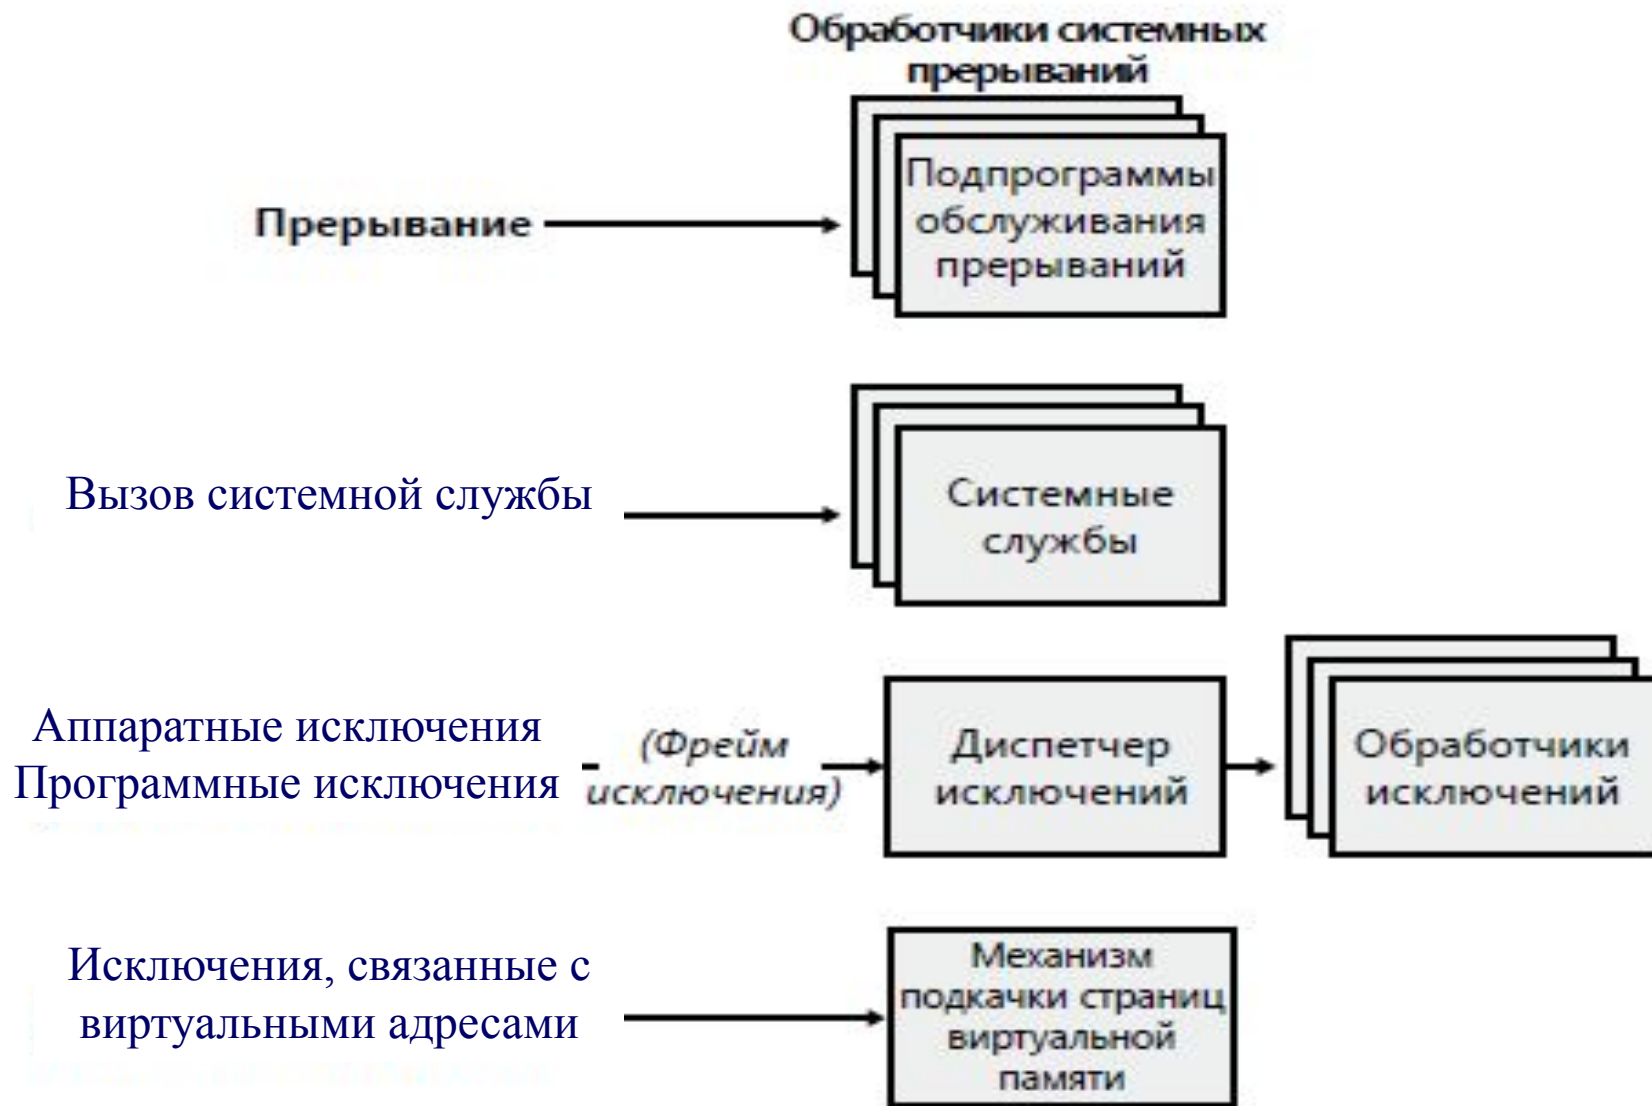 Обработчики системных
прерываний
Прерывание
Подпрограммы
обслуживания
прерываний
Вызов системной службы
Системные
службы
Аппаратные исключения
Программные исключения
(Фрейм
исключения)
Диспетчер
исключений
Обработчики
исключений
Исключения, связанные с
виртуальными адресами
Механизм
подкачки страниц
виртуальной
памяти